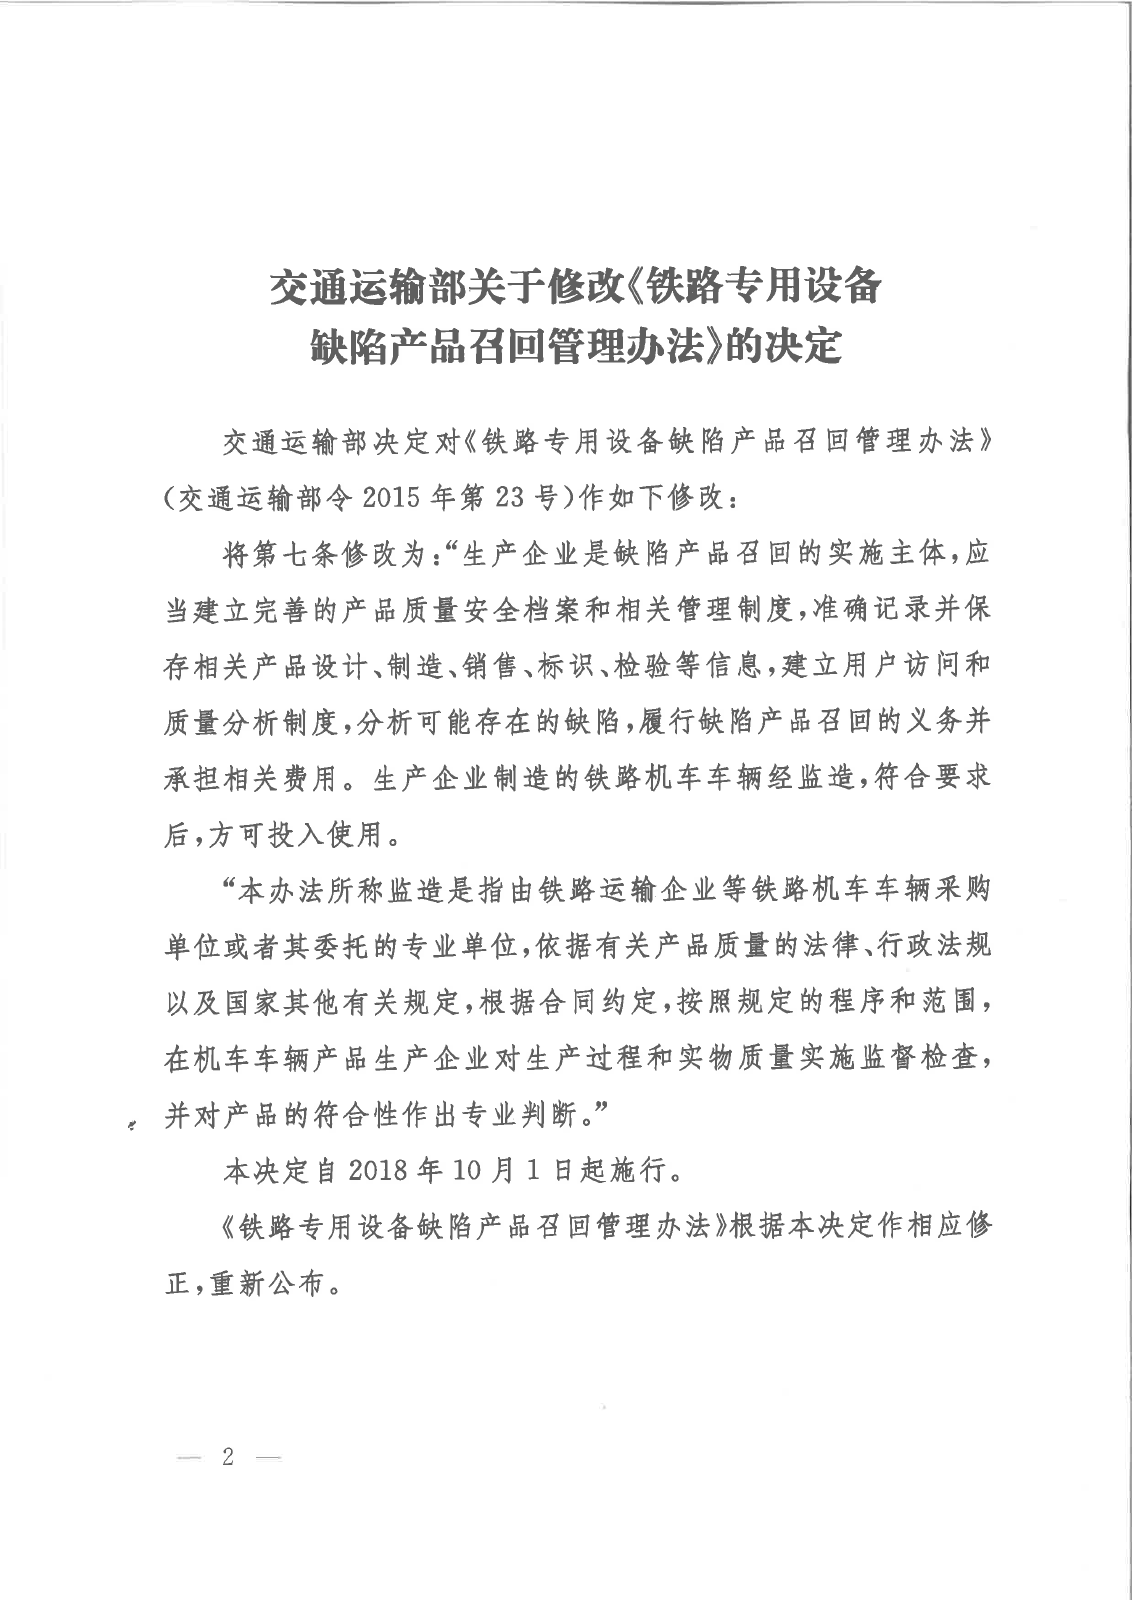 交通运输部关于修改《铁路专用设备
缺陷产品召回管理办法》的决定
交通运输部决定对《铁路专用设备缺陷产品召回管理办法》
（交通运输部令 2015 年第 23 号）作如下修改：
将第七条修改为：“生产企业是缺陷产品召回的实施主体，应
当建立完善的产品质量安全档案和相关管理制度，准确记录并保
存相关产品设计、制造、销售、标识、检验等信息，建立用户访问和
质量分析制度，分析可能存在的缺陷，履行缺陷产品召回的义务并
承担相关费用。生产企业制造的铁路机车车辆经监造，符合要求
后，方可投入使用。
“本办法所称监造是指由铁路运输企业等铁路机车车辆采购
单位或者其委托的专业单位，依据有关产品质量的法律、行政法规
以及国家其他有关规定，根据合同约定，按照规定的程序和范围，
在机车车辆产品生产企业对生产过程和实物质量实施监督检查，
并对产品的符合性作出专业判断。”
本决定自 2018 年 10 月 1 日起施行。
《铁路专用设备缺陷产品召回管理办法》根据本决定作相应修
正，重新公布。
— 2 —